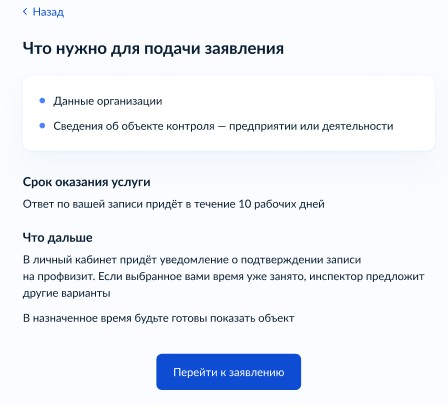 Назад
Что нужно для подачи заявления
Данные организации
Сведения об объекте контроля — предприятии или деятельности
Срок оказания услуги
Ответ по вашей записи придёт в течение 10 рабочих дней
Что дальше
В личный кабинет придёт уведомление о подтверждении записи
на профвизит. Если выбранное вами время уже занято, инспектор предложит
другие варианты
В назначенное время будьте готовы показать объект
Перейти к заявлению